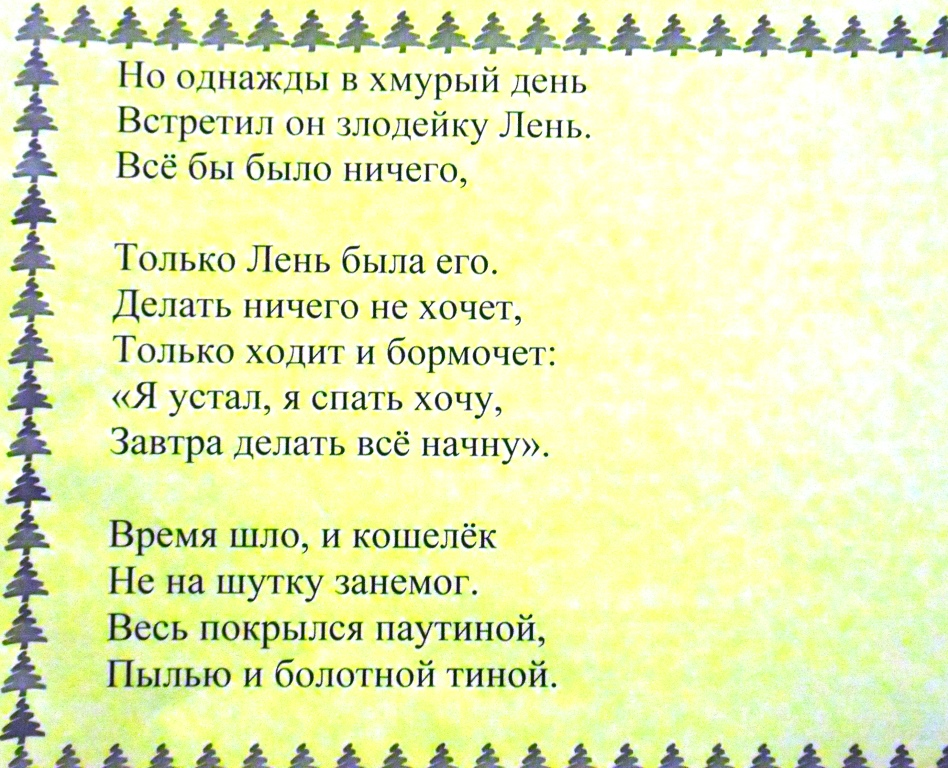 Но однажды в хмурый день
Встретил он злодейку Лень.
Всё бы было ничего,
Только Лень была его.
Делать ничего не хочет,
Только ходит и бормочет:
«Я устал, я спать хочу,
Завтра делать всё начну».
Время шло, и кошелёк
Не на шутку занемог.
Весь покрылся паутиной,
Пылью и болотной тиной.